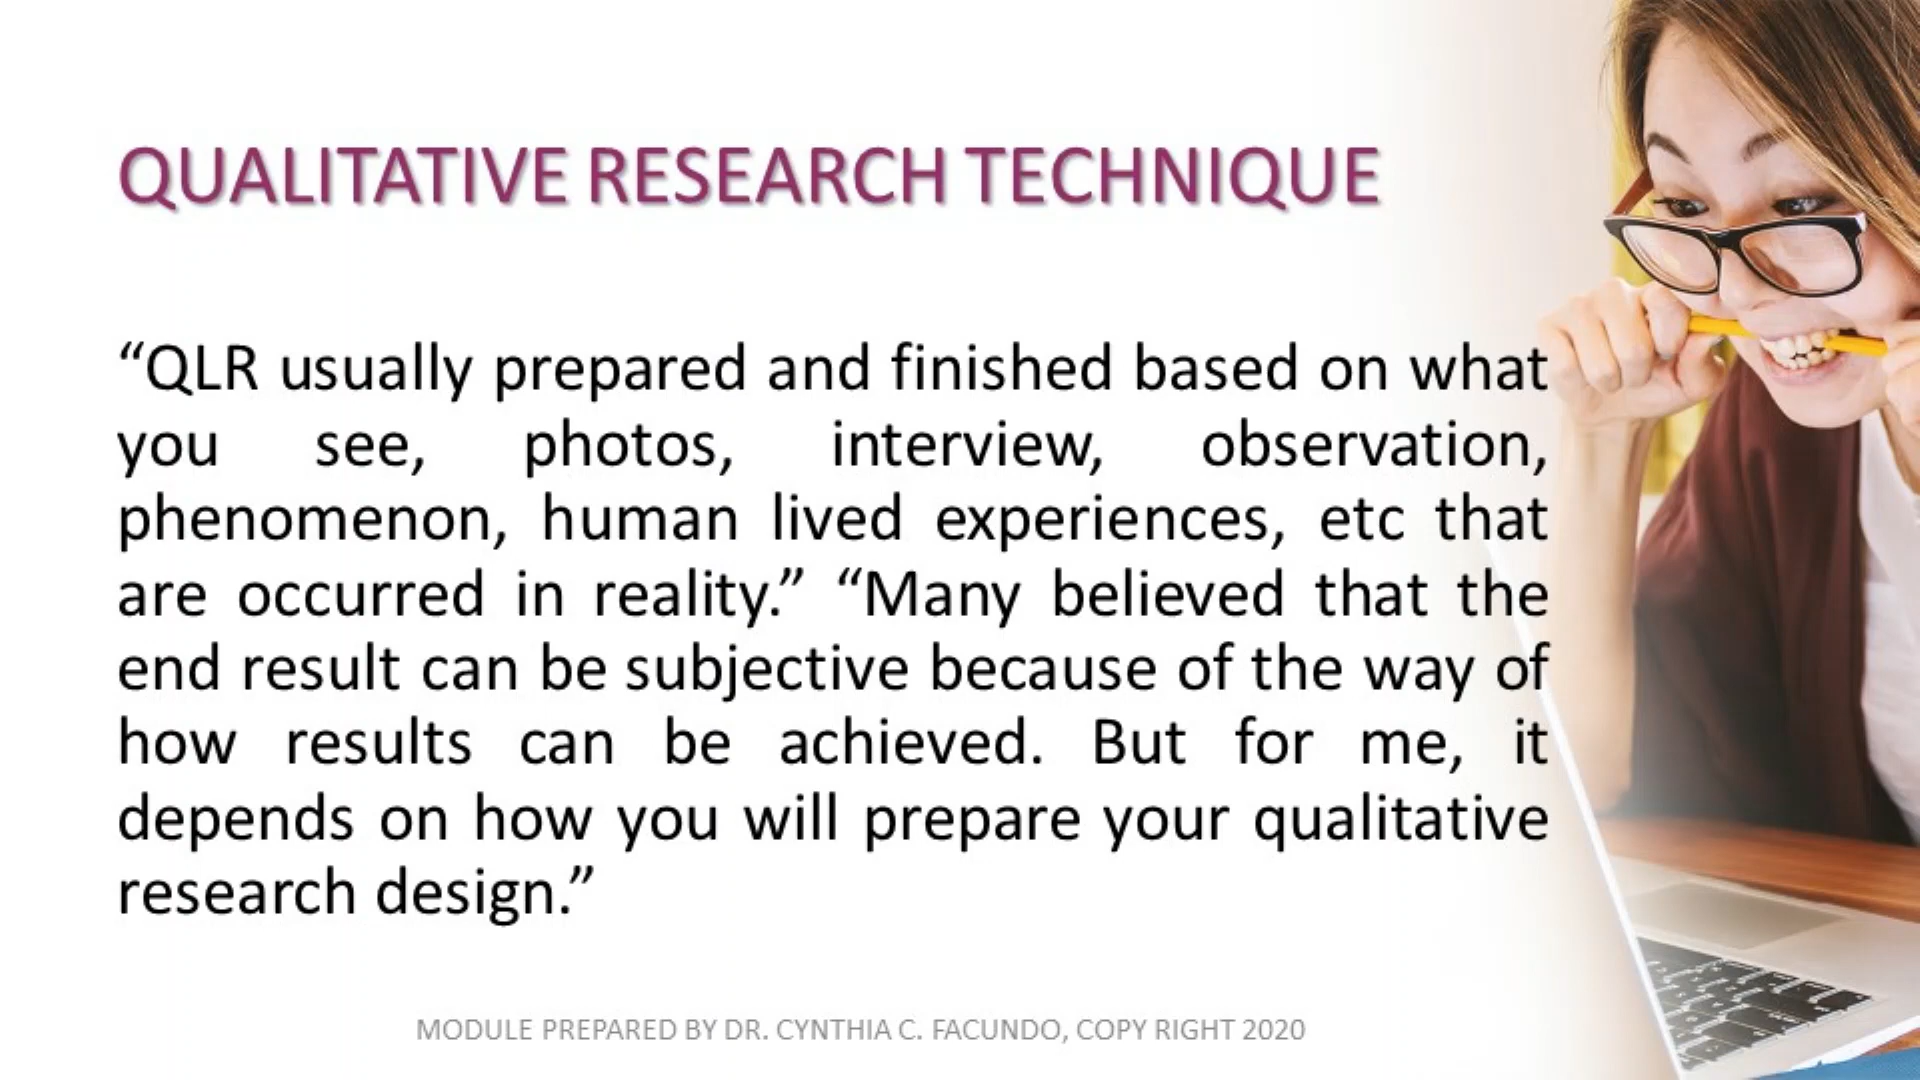 QUALITATIVE RESEARCH TECHNIQUE
“QLR usually prepared and finished based on what
you see, photos, interview, observation,
phenomenon, human lived experiences, etc that
are occurred in reality.” “Many believed that the
end result can be subjective because of the way of
how results can be achieved. But for me, it
depends on how you will prepare your qualitative
research design.”
MODULE PREPARED BY DR. CYNTHIA C. FACUNDO, COPY RIGHT 2020